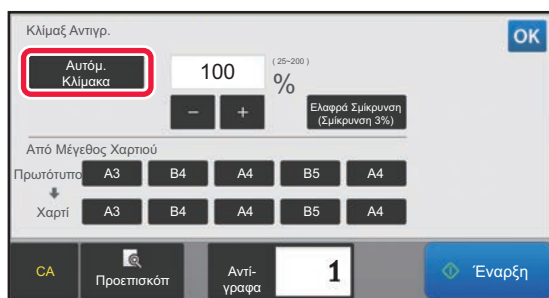 Κλίμαξ Αντιγρ.
OK
Αυτόμ.
Κλίμακα
100
(25~200)
%
−
+
Ελαφρά Σμίκρυνση
(Σμίκρυνση 3%)
Από Μέγεθος Χαρτιού
Πρωτότυπο A3 B4 A4 B5 A4
Χαρτί A3 B4 A4 B5 A4
CA
Προεπισκόπ
Αντί-
γραφα
1
Έναρξη